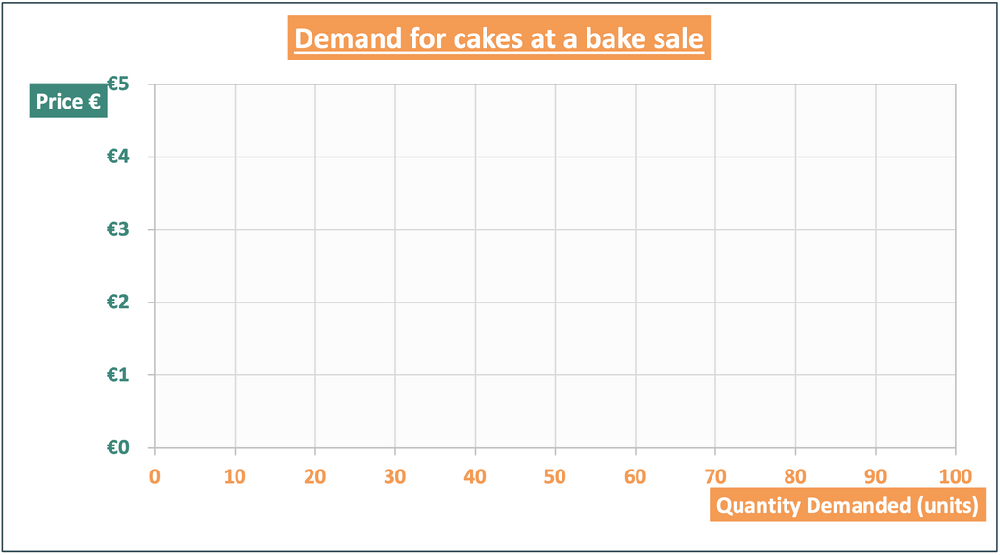 Demand for cakes at a bake sale
Price €
€5
€4
€3
€2
€1
€0
0 10 20 30 40 50 60 70 80 90 100
Quantity Demanded (units)